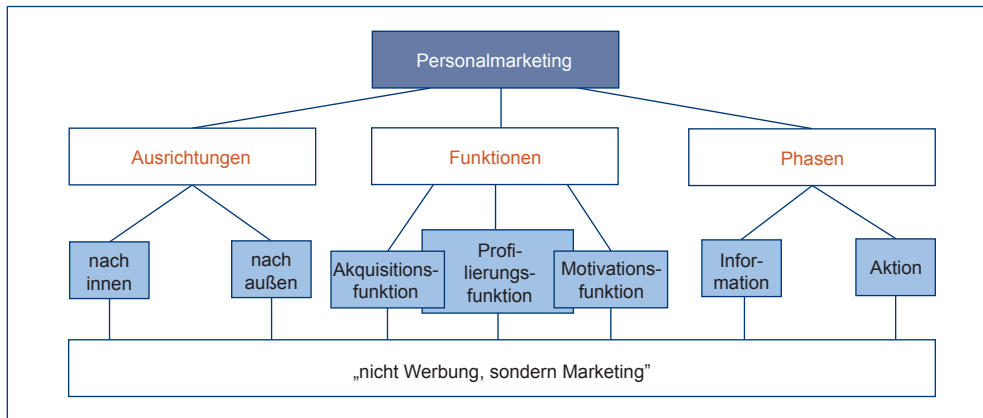 Personalmarketing
Ausrichtungen
Funktionen
Phasen
nach
innen
nach
außen
Akquisitions-
funktion
Profi-
lierungs-
funktion
Motivations-
funktion
Infor-
mation
Aktion
„nicht Werbung, sondern Marketing”